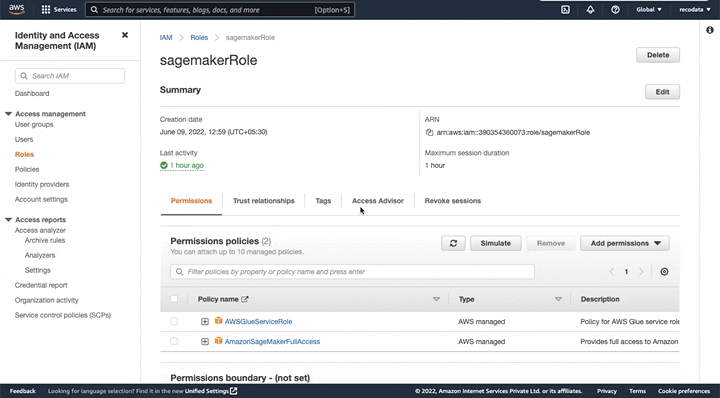 aws Services Search for services, features, blogs, docs, and more [Option+S] Global recodata
Identity and Access Management (IAM)
Search IAM
Dashboard
Access management
User groups
Users
Roles
Policies
Identity providers
Account settings
Access reports
Access analyzer
Archive rules
Analyzers
Settings
Credential report
Organization activity
Service control policies (SCPs)
IAM Roles sagemakerRole
sagemakerRole
Delete
Summary
Edit
Creation date
June 09, 2022, 12:59 (UTC+05:30)
ARN
arn:aws:iam::390354360073:role/sagemakerRole
Last activity
1 hour ago
Maximum session duration
1 hour
Permissions Trust relationships Tags Access Advisor Revoke sessions
Permissions policies (2)
You can attach up to 10 managed policies.
Simulate Remove Add permissions
Filter policies by property or policy name and press enter
1
Policy name Type Description
AWSGlueServiceRole AWS managed Policy for AWS Glue service role
AmazonSageMakerFullAccess AWS managed Provides full access to Amazon
Permissions boundary - (not set)
Feedback Looking for language selection? Find it in the new Unified Settings © 2022, Amazon Internet Services Private Ltd. or its affiliates. Privacy Terms Cookie preferences